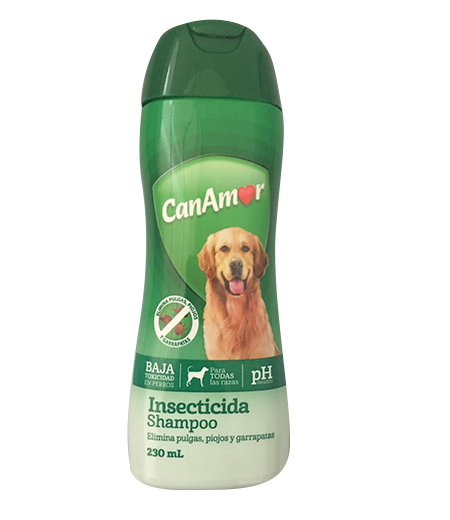 CanAmor
ELIMINA PULGAS, PIOJOS
Y GARRAPATAS
BAJA
TOXICIDAD
EN PERROS
Para
TODAS
las razas
pH
neutro
Insecticida
Shampoo
Elimina pulgas, piojos y garrapatas
230 mL